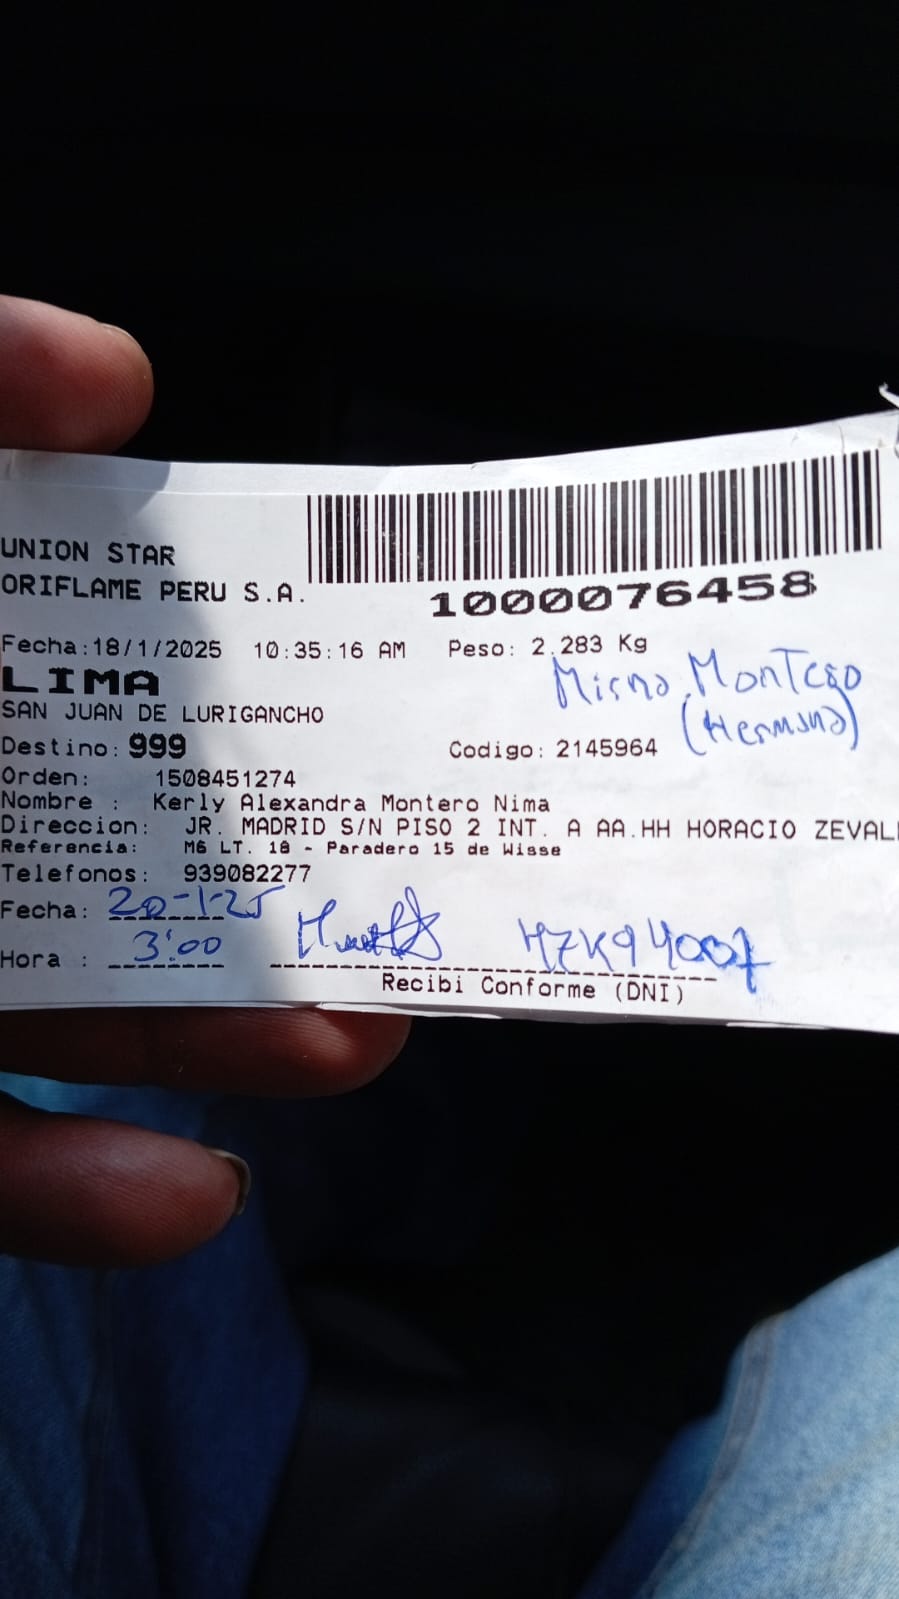 UNION STAR
ORIFLAME PERU S.A.
1000076458
Fecha:18/1/2025 10:35:16 AM Peso: 2.283 Kg
LIMA
SAN JUAN DE LURIGANCHO
Montero
(Hermana)
Destino: 999 Codigo: 2145964
Orden: 1508451274
Nombre : Kerly Alexandra Montero Nima
Direccion: JR. MADRID S/N PISO 2 INT. A AA.HH HORACIO ZEVAL
Referencia: M6 LT. 18 - Paradero 15 de Wisse
Telefonos: 939082277
Fecha: 20-1-25
Hora : 3:00
Recibi Conforme (DNI)